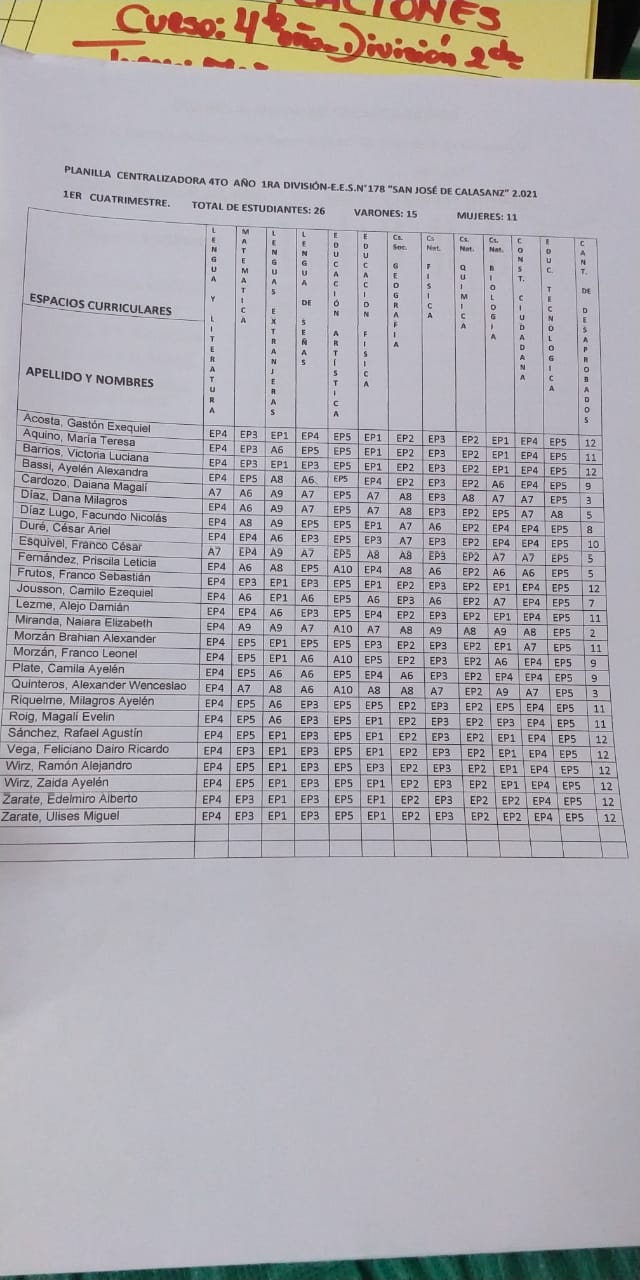 CACIONES
Curso: 4to año División 2da
PLANILLA CENTRALIZADORA 4TO AÑO 1RA DIVISIÓN-E.E.S.N°178 "SAN JOSÉ DE CALASANZ" 2.021
1ER CUATRIMESTRE. TOTAL DE ESTUDIANTES: 26 VARONES: 15 MUJERES: 11
ESPACIOS CURRICULARES
APELLIDO Y NOMBRES
LENGUA Y LITERATURA
MATEMATICA
LENGUAS EXTRANJERAS
LENGUA DE SEÑAS
EDUCACIÓN ARTÍSTICA
EDUCACION FISICA
Cs. Soc. GEOGRAFIA
Cs Nat. FISICA
Cs. Nat. QUIMICA
Cs. Nat. BIOLOGIA
CONST. CIUDADANA
EDUC. TECNOLOGICA
CANT. DE DESAPROBADOS
Acosta, Gastón Exequiel EP4 EP3 EP1 EP4 EP5 EP1 EP2 EP3 EP2 EP1 EP4 EP5 12
Aquino, María Teresa EP4 EP3 A6 EP5 EP5 EP1 EP2 EP3 EP2 EP1 EP4 EP5 11
Barrios, Victoria Luciana EP4 EP3 EP1 EP3 EP5 EP1 EP2 EP3 EP2 EP1 EP4 EP5 12
Bassi, Ayelén Alexandra EP4 EP5 A8 A6 EP5 EP4 EP2 EP3 EP2 A6 EP4 EP5 9
Cardozo, Daiana Magalí A7 A6 A9 A7 EP5 A7 A8 EP3 A8 A7 A7 EP5 3
Díaz, Dana Milagros EP4 A6 A9 A7 EP5 A7 A8 EP3 EP2 EP5 A7 A8 5
Díaz Lugo, Facundo Nicolás EP4 A8 A9 EP5 EP5 EP1 A7 A6 EP2 EP4 EP4 EP5 8
Duré, César Ariel EP4 EP4 A6 EP3 EP5 EP3 A7 EP3 EP2 EP4 EP4 EP5 10
Esquivel, Franco César A7 EP4 A9 A7 EP5 A8 A8 EP3 EP2 A7 A7 EP5 5
Fernández, Priscila Leticia EP4 A6 A8 EP5 A10 EP4 A8 A6 EP2 A6 A6 EP5 5
Frutos, Franco Sebastián EP4 EP3 EP1 EP3 EP5 EP1 EP2 EP3 EP2 EP1 EP4 EP5 12
Jousson, Camilo Ezequiel EP4 A6 EP1 A6 EP5 A6 EP3 A6 EP2 A7 EP4 EP5 7
Lezme, Alejo Damián EP4 EP4 A6 EP3 EP5 EP4 EP2 EP3 EP2 EP1 EP4 EP5 11
Miranda, Naiara Elizabeth EP4 A9 A9 A7 A10 A7 A8 A9 A8 A9 A8 EP5 2
Morzán Brahian Alexander EP4 EP5 EP1 EP5 EP5 EP3 EP2 EP3 EP2 EP1 A7 EP5 11
Morzán, Franco Leonel EP4 EP5 EP1 A6 A10 EP5 EP2 EP3 EP2 A6 EP4 EP5 9
Plate, Camila Ayelén EP4 EP5 A6 A6 EP5 EP4 A6 EP3 EP2 EP4 EP4 EP5 9
Quinteros, Alexander Wenceslao EP4 A7 A8 A6 A10 A8 A8 A7 EP2 A9 A7 EP5 3
Riquelme, Milagros Ayelén EP4 EP5 A6 EP3 EP5 EP5 EP2 EP3 EP2 EP5 EP4 EP5 11
Roig, Magalí Evelin EP4 EP5 A6 EP3 EP5 EP1 EP2 EP3 EP2 EP3 EP4 EP5 11
Sánchez, Rafael Agustín EP4 EP5 EP1 EP3 EP5 EP1 EP2 EP3 EP2 EP1 EP4 EP5 12
Vega, Feliciano Dairo Ricardo EP4 EP3 EP1 EP3 EP5 EP1 EP2 EP3 EP2 EP1 EP4 EP5 12
Wirz, Ramón Alejandro EP4 EP5 EP1 EP3 EP5 EP3 EP2 EP3 EP2 EP1 EP4 EP5 12
Wirz, Zaida Ayelén EP4 EP5 EP1 EP3 EP5 EP1 EP2 EP3 EP2 EP1 EP4 EP5 12
Zarate, Edelmiro Alberto EP4 EP3 EP1 EP3 EP5 EP1 EP2 EP3 EP2 EP2 EP4 EP5 12
Zarate, Ulises Miguel EP4 EP3 EP1 EP3 EP5 EP1 EP2 EP3 EP2 EP2 EP4 EP5 12